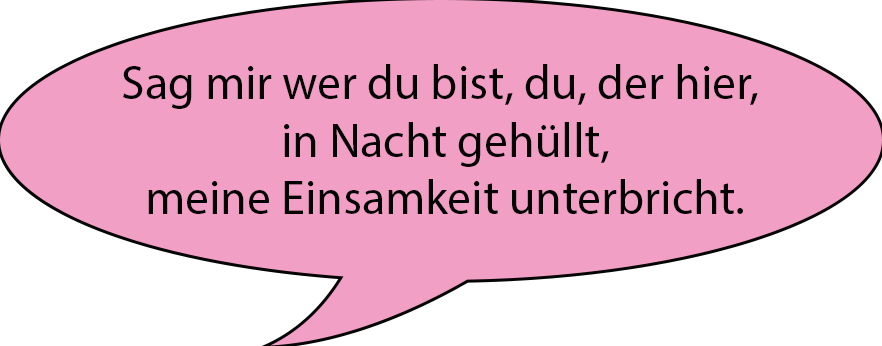 Sag mir wer du bist, du, der hier,
in Nacht gehüllt,
meine Einsamkeit unterbricht.